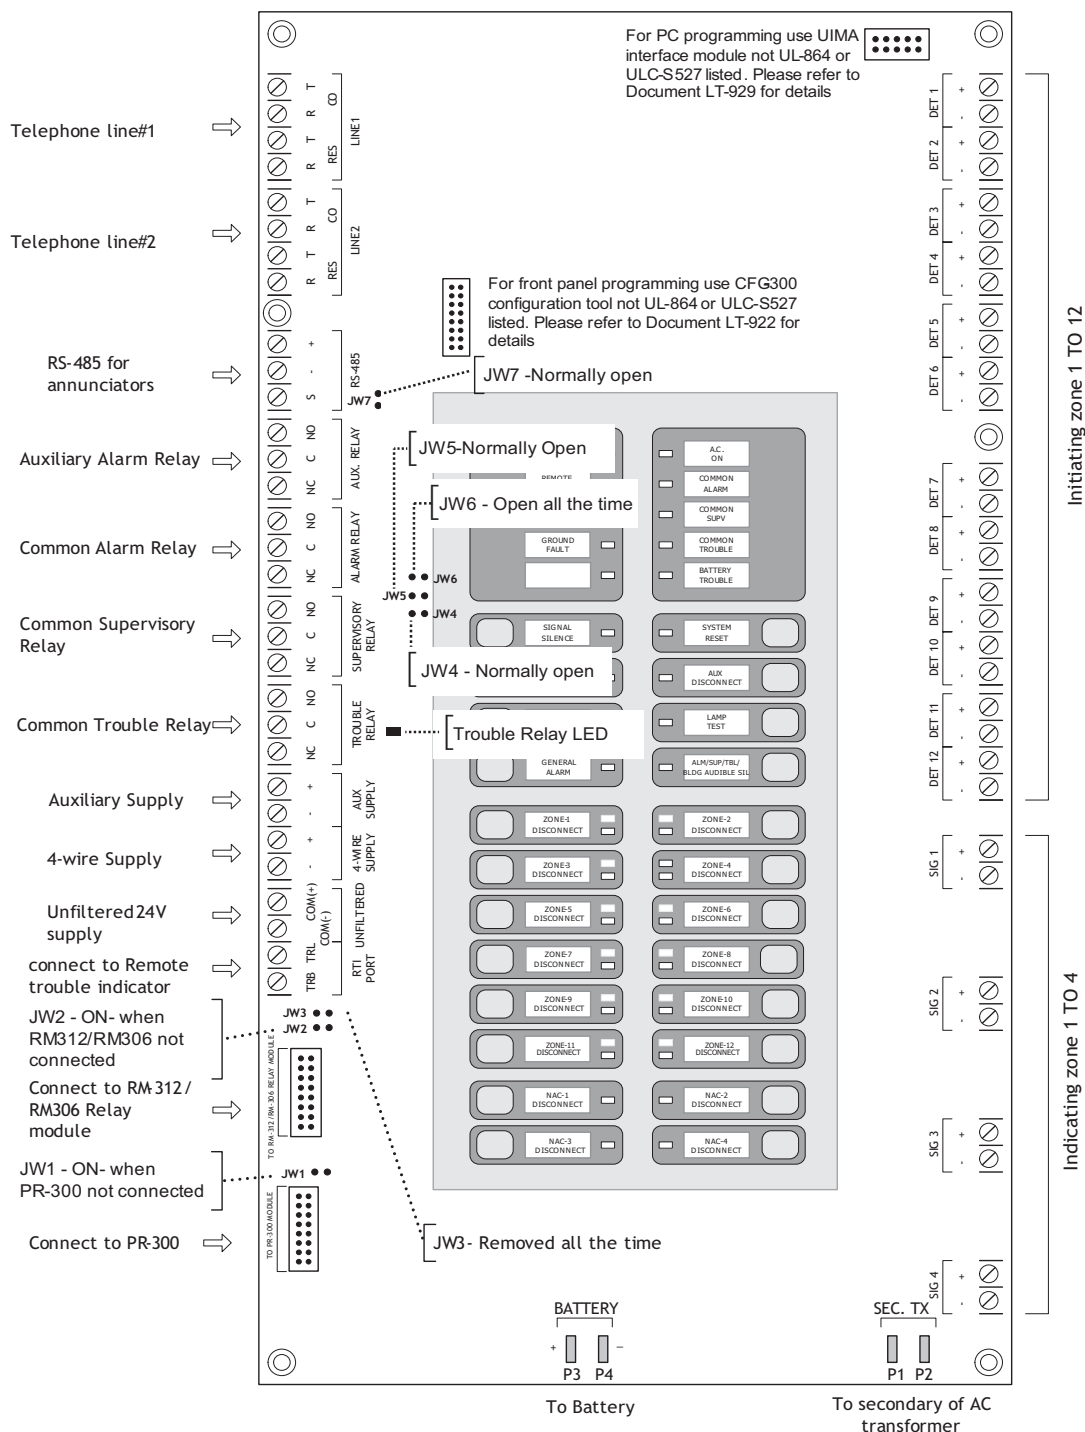 For PC programming use UIMA
interface module not UL-864 or
ULC-S527 listed. Please refer to
Document LT-929 for details
Telephone line#1
T
R
CO
T
R
RES
LINE1
Telephone line#2
T
R
CO
T
R
RES
LINE2
For front panel programming use CFG300
configuration tool not UL-864 or ULC-S527
listed. Please refer to Document LT-922 for
details
RS-485 for
annunciators
+
-
S
RS-485
JW7
JW7 -Normally open
Auxiliary Alarm Relay
NO
C
NC
AUX. RELAY
JW5-Normally Open
REMOTE
JW6 - Open all the time
Common Alarm Relay
NO
C
NC
ALARM RELAY
GROUND
FAULT
JW6
JW5
JW4
A.C.
ON
COMMON
ALARM
COMMON
SUPV
COMMON
TROUBLE
BATTERY
TROUBLE
Common Supervisory
Relay
NO
C
NC
SUPERVISORY
RELAY
SIGNAL
SILENCE
SYSTEM
RESET
JW4 - Normally open
AUX
DISCONNECT
Common Trouble Relay
NO
C
NC
TROUBLE
RELAY
Trouble Relay LED
LAMP
TEST
GENERAL
ALARM
ALM/SUP/TBL/
BLDG AUDIBLE SIL
Auxiliary Supply
+
-
AUX
SUPPLY
4-wire Supply
+
-
4-WIRE
SUPPLY
Unfiltered24V
supply
COM(+)
COM(-)
UNFILTERED
connect to Remote
trouble indicator
TRL
TRB
RTI
PORT
ZONE-1
DISCONNECT
ZONE-2
DISCONNECT
ZONE-3
DISCONNECT
ZONE-4
DISCONNECT
ZONE-5
DISCONNECT
ZONE-6
DISCONNECT
ZONE-7
DISCONNECT
ZONE-8
DISCONNECT
ZONE-9
DISCONNECT
ZONE-10
DISCONNECT
ZONE-11
DISCONNECT
ZONE-12
DISCONNECT
NAC-1
DISCONNECT
NAC-2
DISCONNECT
NAC-3
DISCONNECT
NAC-4
DISCONNECT
JW2 - ON- when
RM312/RM306 not
connected
JW3
JW2
Connect to RM-312/
RM306 Relay
module
TO RM-312/RM-306 RELAY MODULE
JW1 - ON- when
PR-300 not connected
JW1
Connect to PR-300
TO PR-300 MODULE
JW3- Removed all the time
DET 1
+
-
DET 2
+
-
DET 3
+
-
DET 4
+
-
DET 5
+
-
DET 6
+
-
DET 7
+
-
DET 8
+
-
DET 9
+
-
DET 10
+
-
DET 11
+
-
DET 12
+
-
Initiating zone 1 TO 12
SIG 1
+
-
SIG 2
+
-
SIG 3
+
-
SIG 4
+
-
Indicating zone 1 TO 4
BATTERY
+
–
P3
P4
To Battery
SEC. TX
P1
P2
To secondary of AC
transformer